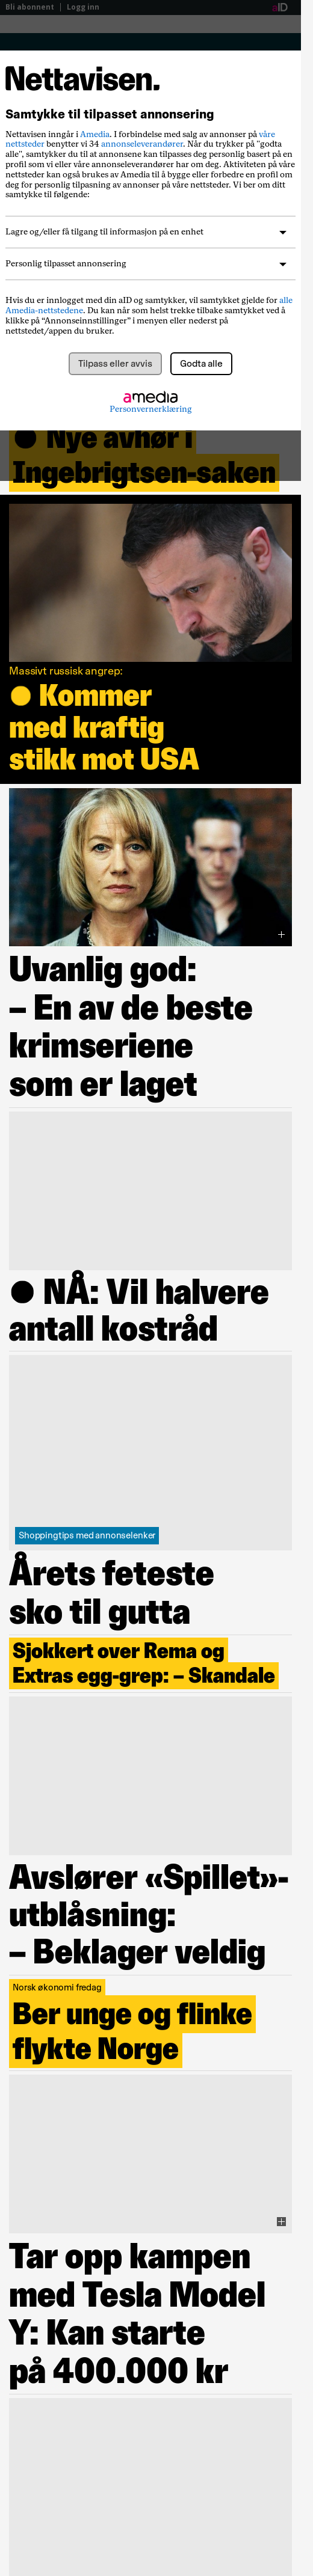 Bli abonnent | Logg inn
aID
Nettavisen.
Samtykke til tilpasset annonsering
Nettavisen inngår i Amedia. I forbindelse med salg av annonser på våre
nettsteder benytter vi 34 annonseleverandører. Når du trykker på "godta
alle", samtykker du til at annonsene kan tilpasses deg personlig basert på en
profil som vi eller våre annonseleverandører har om deg. Aktiviteten på våre
nettsteder kan også brukes av Amedia til å bygge eller forbedre en profil om
deg for personlig tilpasning av annonser på våre nettsteder. Vi ber om ditt
samtykke til følgende:
Lagre og/eller få tilgang til informasjon på en enhet
Personlig tilpasset annonsering
Hvis du er innlogget med din aID og samtykker, vil samtykket gjelde for alle
Amedia-nettstedene. Du kan når som helst trekke tilbake samtykket ved å
klikke på “Annonseinnstillinger” i menyen eller nederst på
nettstedet/appen du bruker.
Tilpass eller avvis
Godta alle
amedia
Personvernerklæring
● Nye avhør i
Ingebrigtsen-saken
Massivt russisk angrep:
● Kommer
med kraftig
stikk mot USA
Uvanlig god:
– En av de beste
krimseriene
som er laget
● NÅ: Vil halvere
antall kostråd
Shoppingtips med annonselenker
Årets feteste
sko til gutta
Sjokkert over Rema og
Extras egg-grep: – Skandale
Avslører «Spillet»-
utblåsning:
– Beklager veldig
Norsk økonomi fredag
Ber unge og flinke
flykte Norge
Tar opp kampen
med Tesla Model
Y: Kan starte
på 400.000 kr